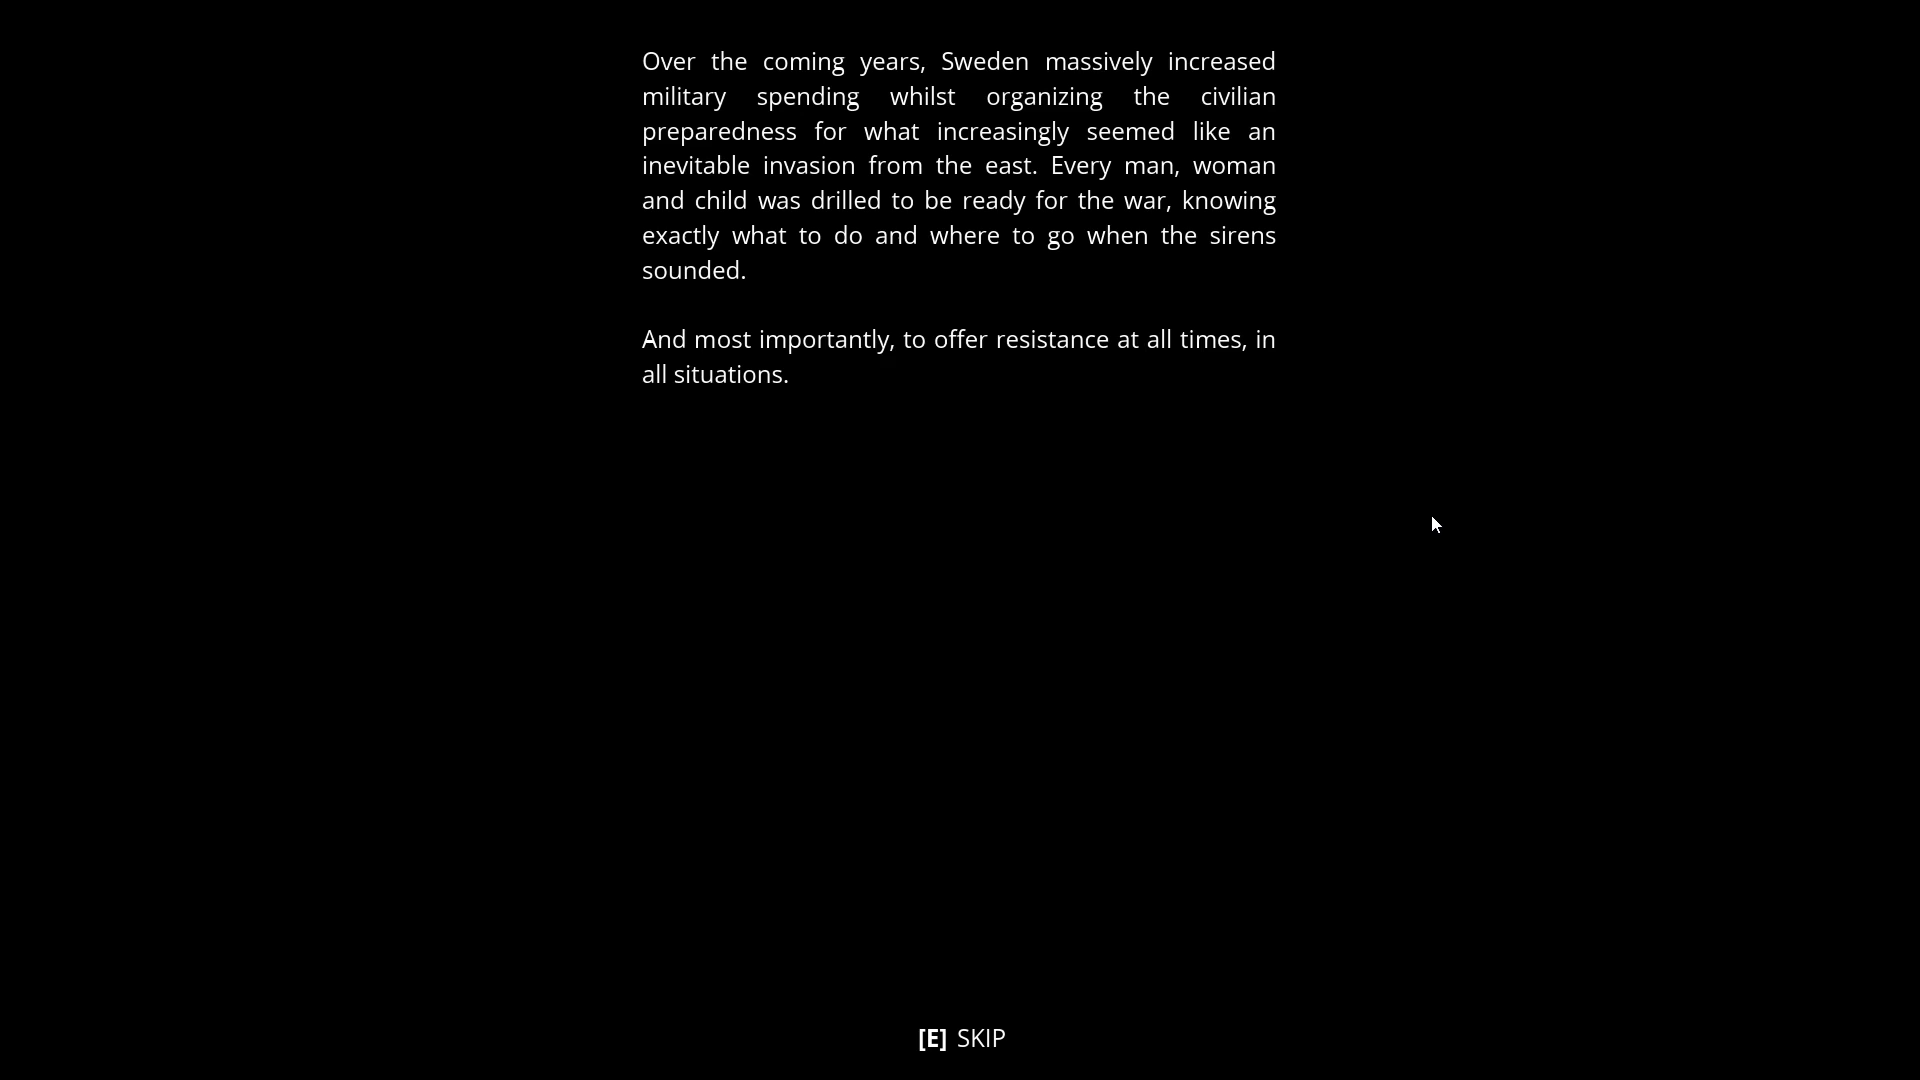 Over the coming years, Sweden massively increased
military spending whilst organizing the civilian
preparedness for what increasingly seemed like an
inevitable invasion from the east. Every man, woman
and child was drilled to be ready for the war, knowing
exactly what to do and where to go when the sirens
sounded.
And most importantly, to offer resistance at all times, in
all situations.
[E] SKIP